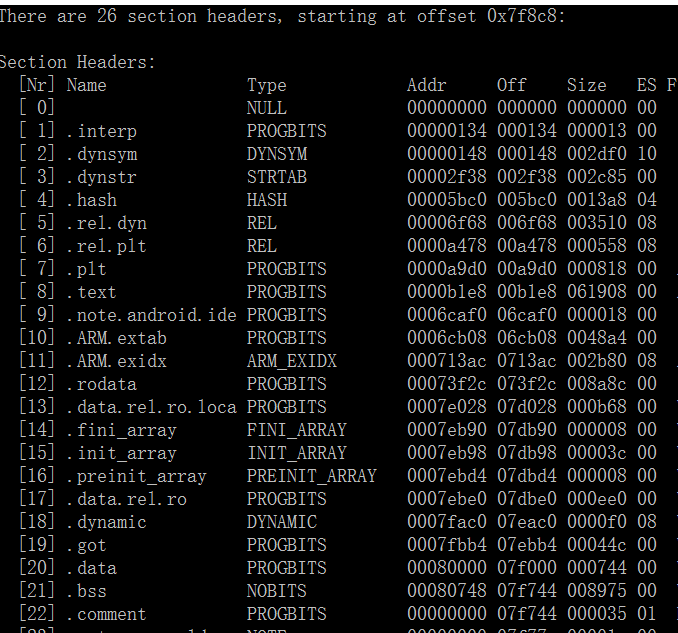 There are 26 section headers, starting at offset 0x7f8c8:
Section Headers:
[Nr] Name Type Addr Off Size ES F
[ 0] NULL 00000000 000000 000000 00
[ 1] .interp PROGBITS 00000134 000134 000013 00
[ 2] .dynsym DYNSYM 00000148 000148 002df0 10
[ 3] .dynstr STRTAB 00002f38 002f38 002c85 00
[ 4] .hash HASH 00005bc0 005bc0 0013a8 04
[ 5] .rel.dyn REL 00006f68 006f68 003510 08
[ 6] .rel.plt REL 0000a478 00a478 000558 08
[ 7] .plt PROGBITS 0000a9d0 00a9d0 000818 00
[ 8] .text PROGBITS 0000b1e8 00b1e8 061908 00
[ 9] .note.android.ide PROGBITS 0006caf0 06caf0 000018 00
[10] .ARM.extab PROGBITS 0006cb08 06cb08 0048a4 00
[11] .ARM.exidx ARM_EXIDX 000713ac 0713ac 002b80 08
[12] .rodata PROGBITS 00073f2c 073f2c 008a8c 00
[13] .data.rel.ro.loca PROGBITS 0007e028 07d028 000b68 00
[14] .fini_array FINI_ARRAY 0007eb90 07db90 000008 00
[15] .init_array INIT_ARRAY 0007eb98 07db98 00003c 00
[16] .preinit_array PREINIT_ARRAY 0007ebd4 07dbd4 000008 00
[17] .data.rel.ro PROGBITS 0007ebe0 07dbe0 000ee0 00
[18] .dynamic DYNAMIC 0007fac0 07eac0 0000f0 08
[19] .got PROGBITS 0007fbb4 07ebb4 00044c 00
[20] .data PROGBITS 00080000 07f000 000744 00
[21] .bss NOBITS 00080748 07f744 008975 00
[22] .comment PROGBITS 00000000 07f744 000035 01